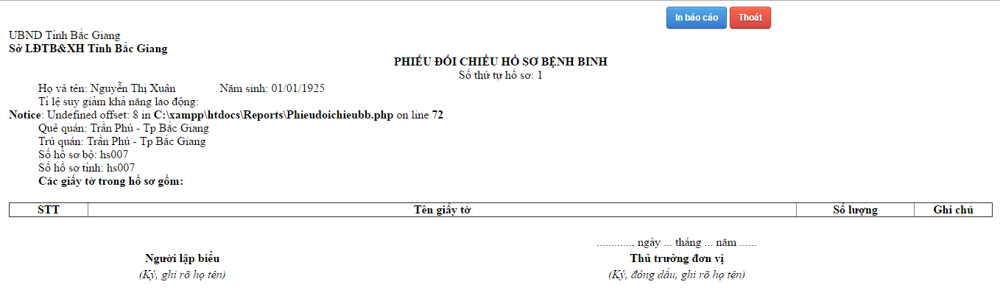 In báo cáo Thoát
UBND Tỉnh Bắc Giang
Sở LĐTB&XH Tỉnh Bắc Giang
PHIẾU ĐỐI CHIẾU HỒ SƠ BỆNH BINH
Số thứ tự hồ sơ: 1
Họ và tên: Nguyễn Thị Xuân Năm sinh: 01/01/1925
Tỉ lệ suy giảm khả năng lao động:
Notice: Undefined offset: 8 in C:\xampp\htdocs\Reports\Phieudoichieubb.php on line 72
Quê quán: Trần Phú - Tp Bắc Giang
Trú quán: Trần Phú - Tp Bắc Giang
Số hồ sơ bộ: hs007
Số hồ sơ tỉnh: hs007
Các giấy tờ trong hồ sơ gồm:
STT Tên giấy tờ Số lượng Ghi chú
............., ngày ... tháng ... năm ......
Người lập biểu Thủ trưởng đơn vị
(Ký, ghi rõ họ tên) (Ký, đóng dấu, ghi rõ họ tên)